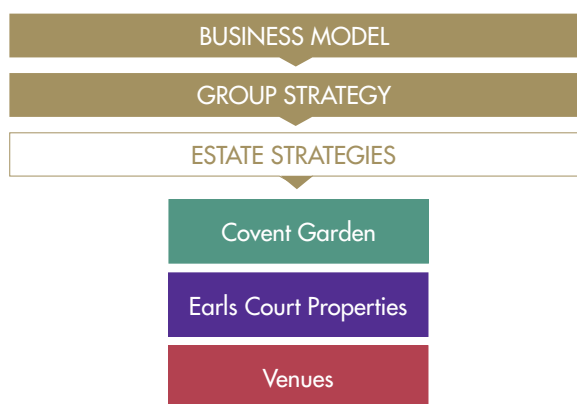 BUSINESS MODEL
GROUP STRATEGY
ESTATE STRATEGIES
Covent Garden
Earls Court Properties
Venues